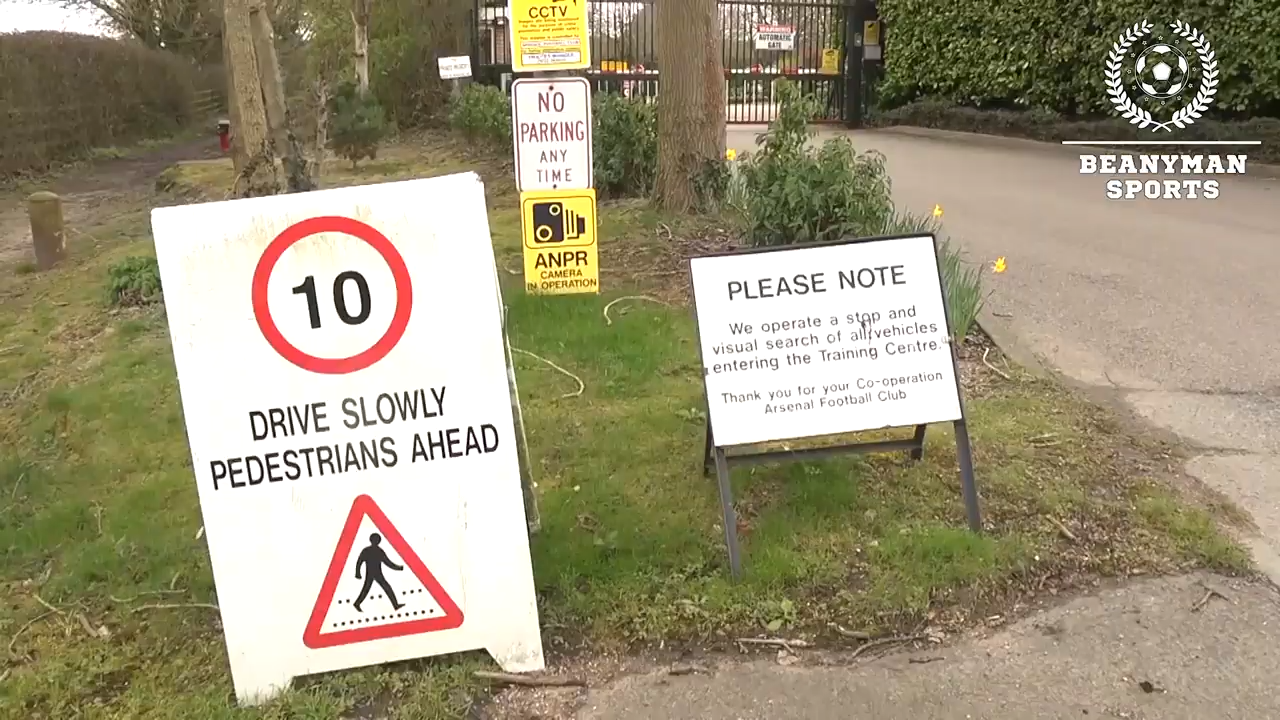 CCTV
WARNING
AUTOMATIC
GATE
NO
PARKING
ANY
TIME
ANPR
CAMERA
IN OPERATION
10
DRIVE SLOWLY
PEDESTRIANS AHEAD
PLEASE NOTE
We operate a stop and
visual search of all vehicles
entering the Training Centre.
Thank you for your Co-operation
Arsenal Football Club
BEANYMAN
SPORTS